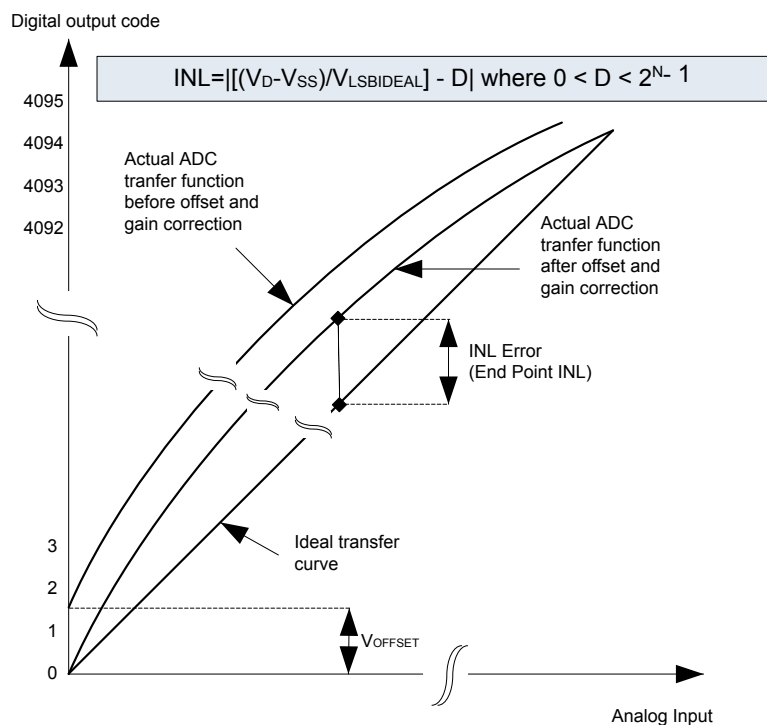 Digital output code
INL=|[(VD-VSS)/VLSBIDEAL] - D| where 0 < D < 2^N- 1
4095
4094
4093
4092
Actual ADC
tranfer function
before offset and
gain correction
Actual ADC
tranfer function
after offset and
gain correction
INL Error
(End Point INL)
3
2
1
0
Ideal transfer
curve
VOFFSET
Analog Input